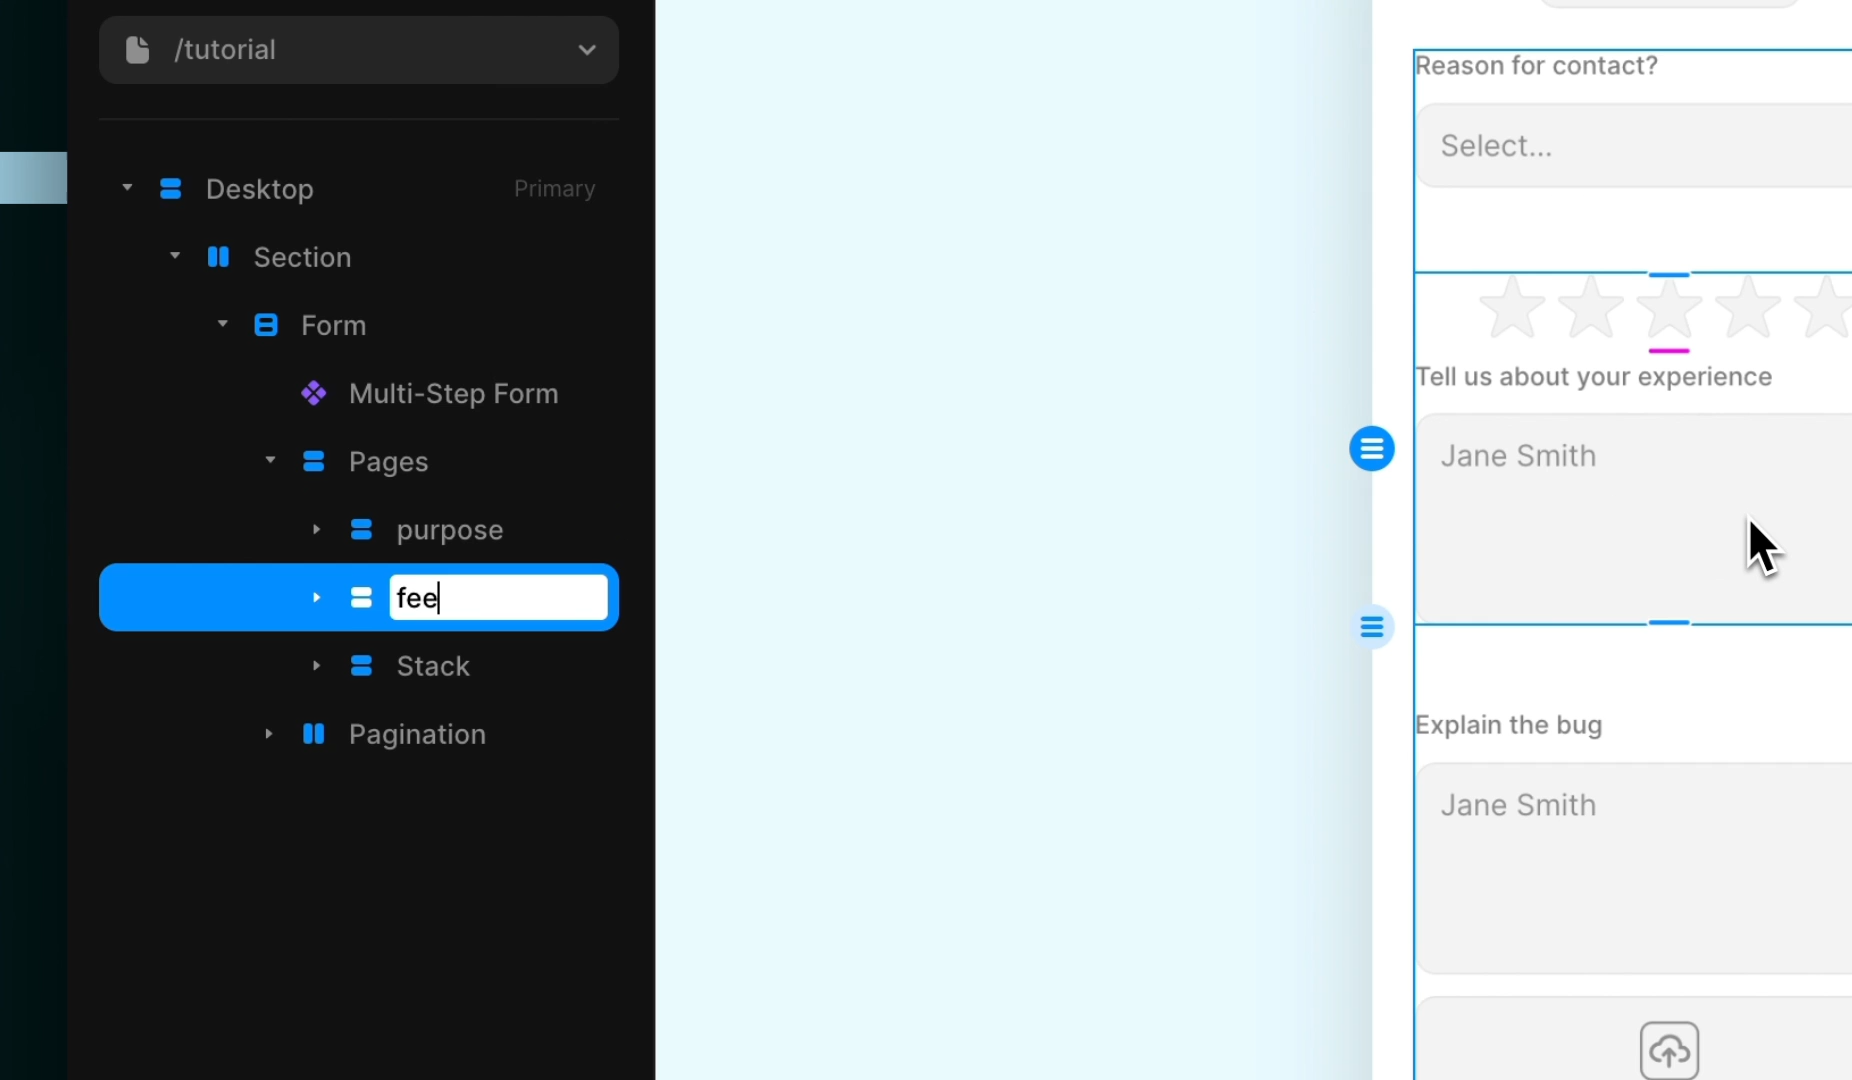 /tutorial
Desktop
Primary
Section
Form
Multi-Step Form
Pages
purpose
fee
Stack
Pagination
Reason for contact?
Select...
Tell us about your experience
Jane Smith
Explain the bug
Jane Smith